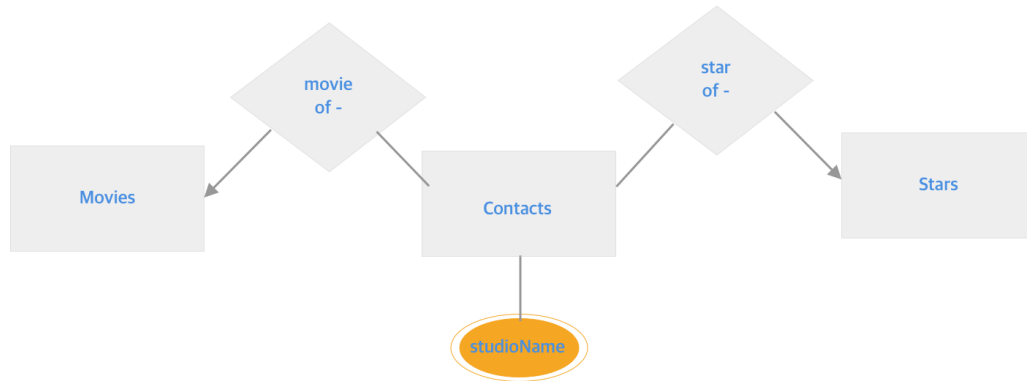 movie
of -
star
of -
Movies
Contacts
Stars
studioName